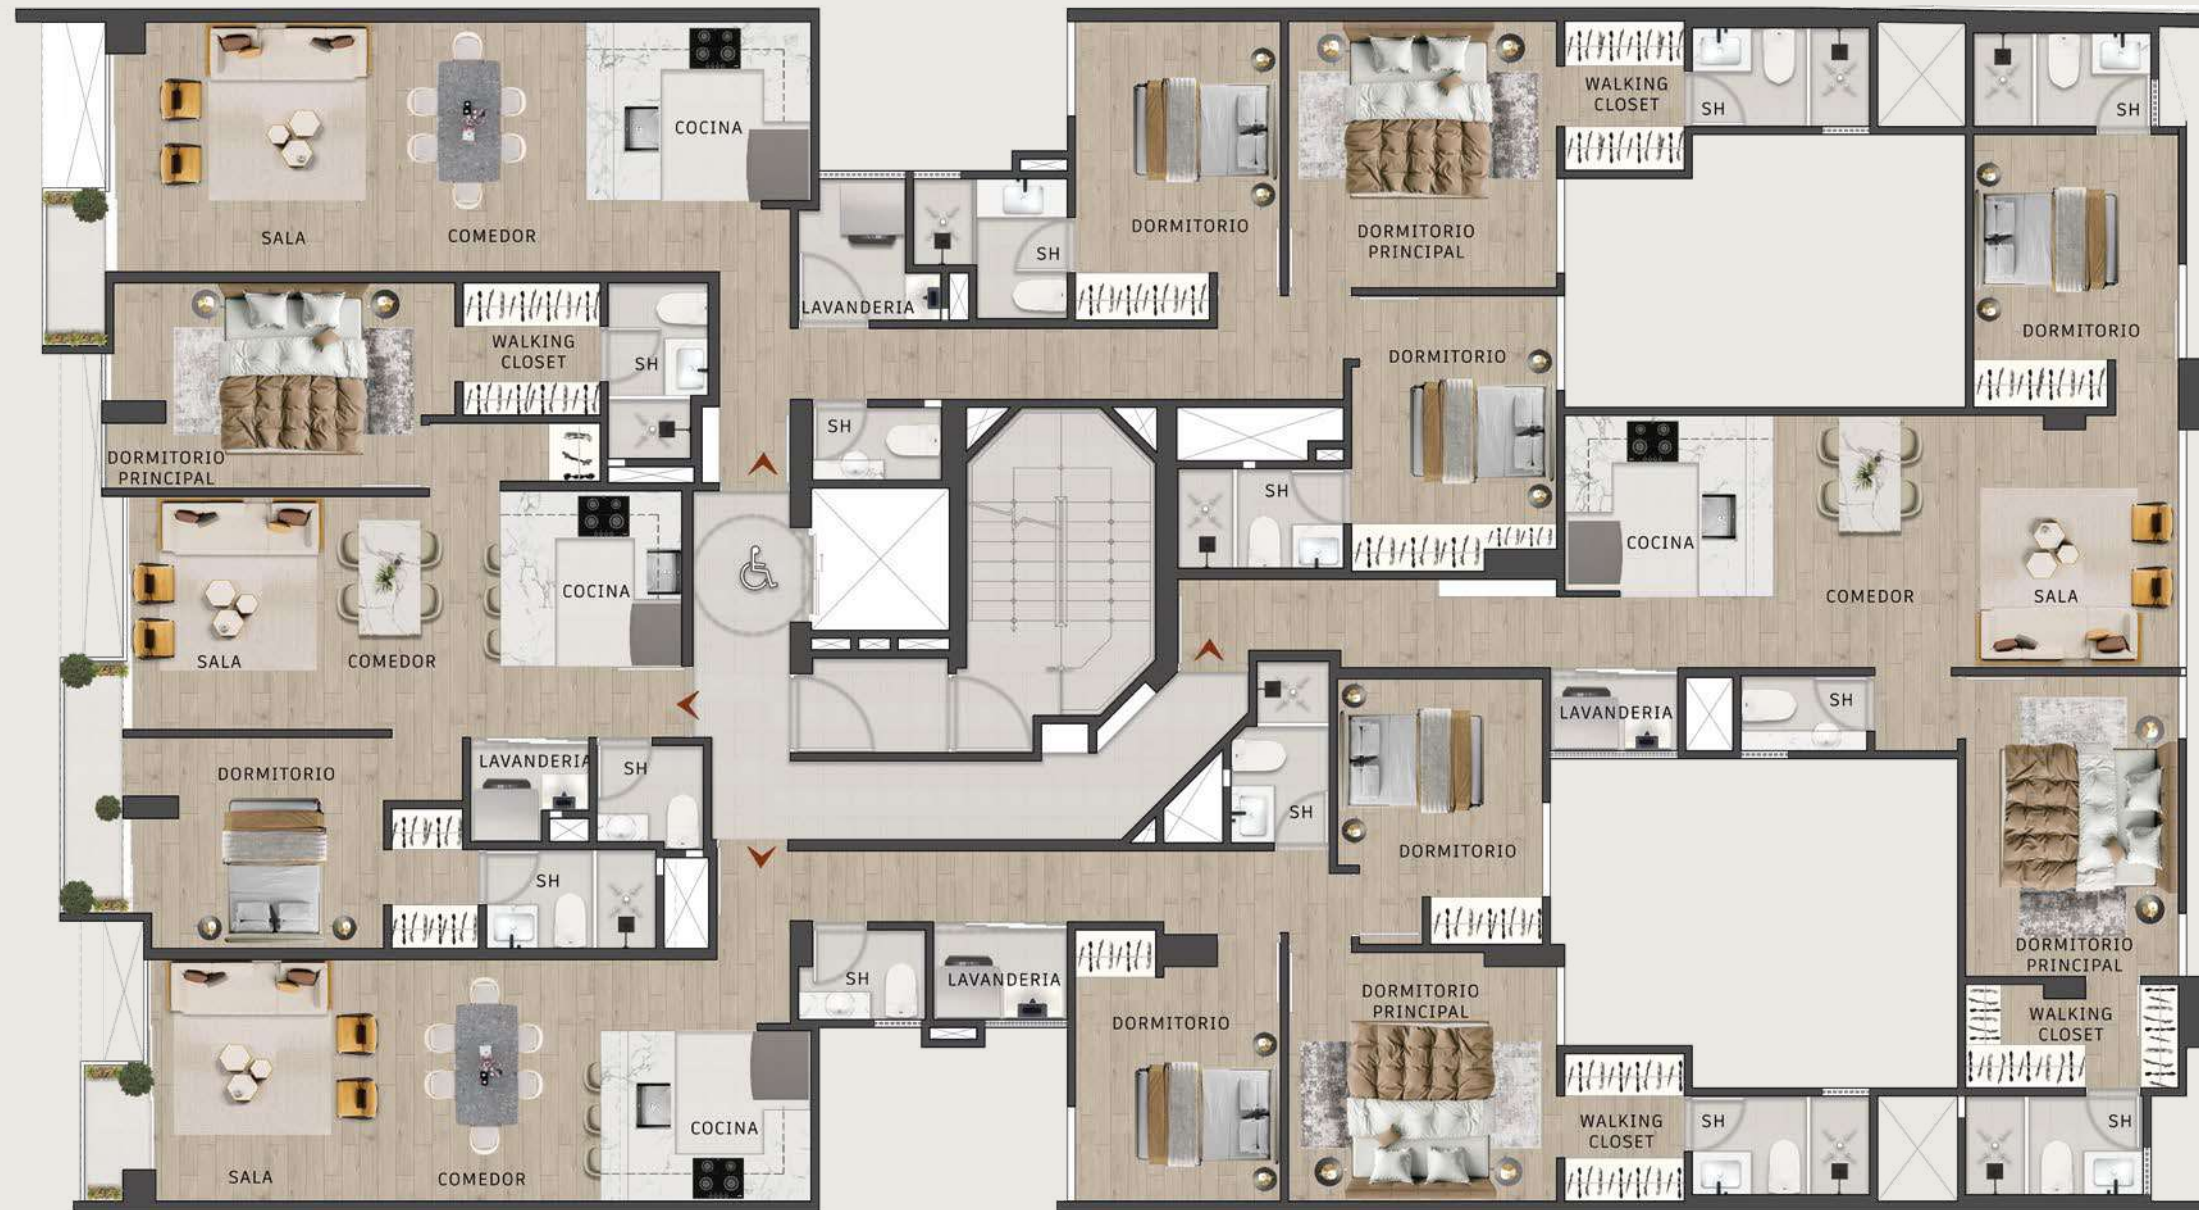 COCINA
SALA
COMEDOR
WALKING
CLOSET
SH
SH
DORMITORIO
DORMITORIO
PRINCIPAL
SH
LAVANDERIA
DORMITORIO
SH
DORMITORIO
WALKING
CLOSET
SH
DORMITORIO
PRINCIPAL
SH
SH
COCINA
COMEDOR
SALA
COCINA
SALA
COMEDOR
COMEDOR
SALA
LAVANDERIA
SH
DORMITORIO
LAVANDERIA
SH
SH
DORMITORIO
SH
SH
LAVANDERIA
DORMITORIO
DORMITORIO
PRINCIPAL
DORMITORIO
PRINCIPAL
WALKING
CLOSET
COCINA
SALA
COMEDOR
WALKING
CLOSET
SH
SH